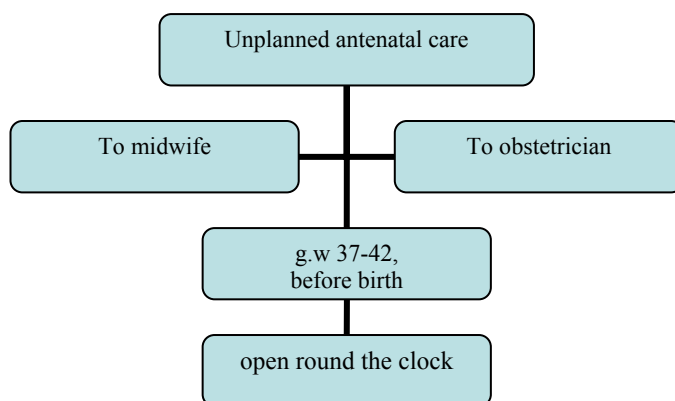 Unplanned antenatal care
To midwife
To obstetrician
g.w 37-42,
before birth
open round the clock